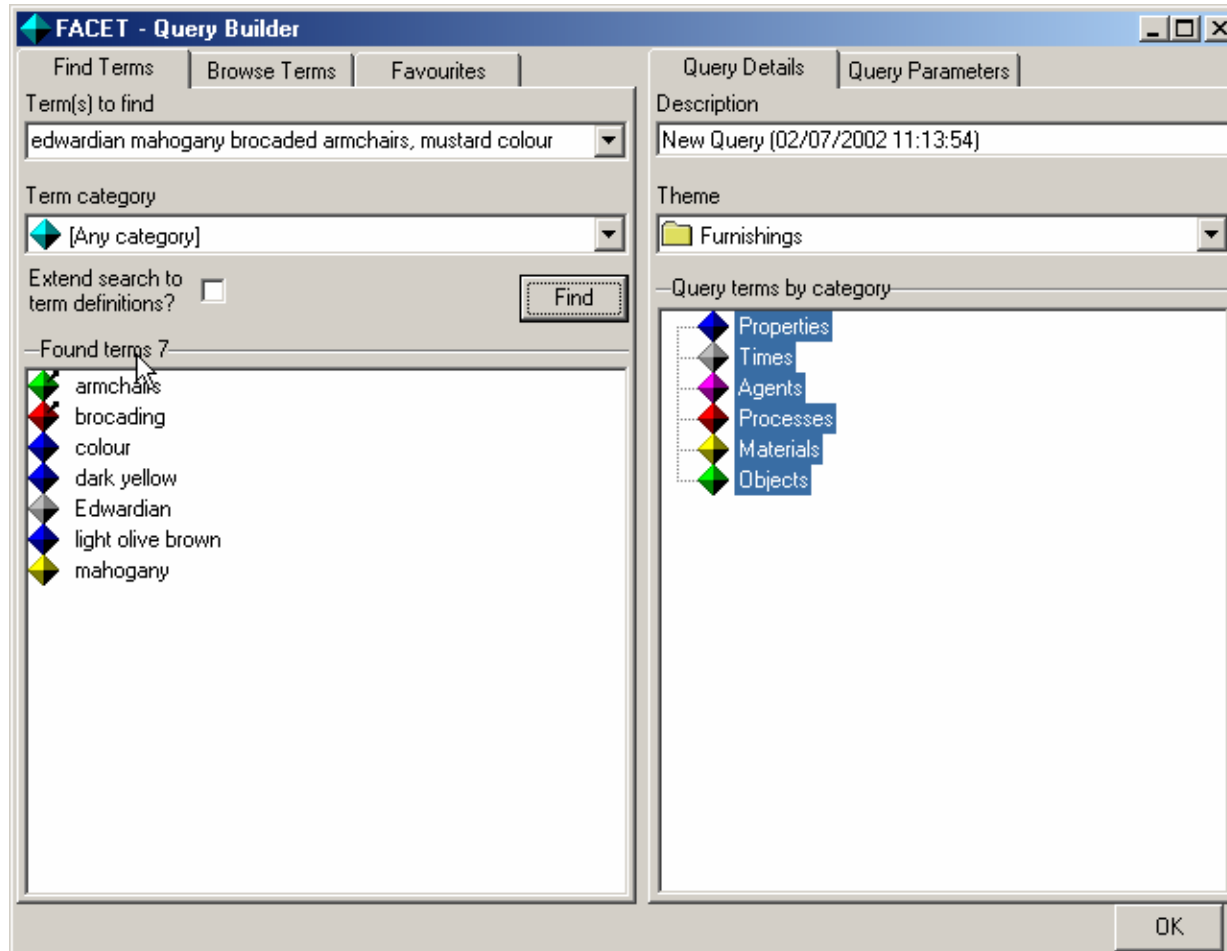 FACET - Query Builder
Find Terms
Browse Terms
Favourites
Term(s) to find
edwardian mahogany brocaded armchairs, mustard colour
Term category
[Any category]
Extend search to
term definitions?
Find
Found terms 7
armchairs
brocading
colour
dark yellow
Edwardian
light olive brown
mahogany
Query Details
Query Parameters
Description
New Query (02/07/2002 11:13:54)
Theme
Furnishings
Query terms by category
Properties
Times
Agents
Processes
Materials
Objects
OK